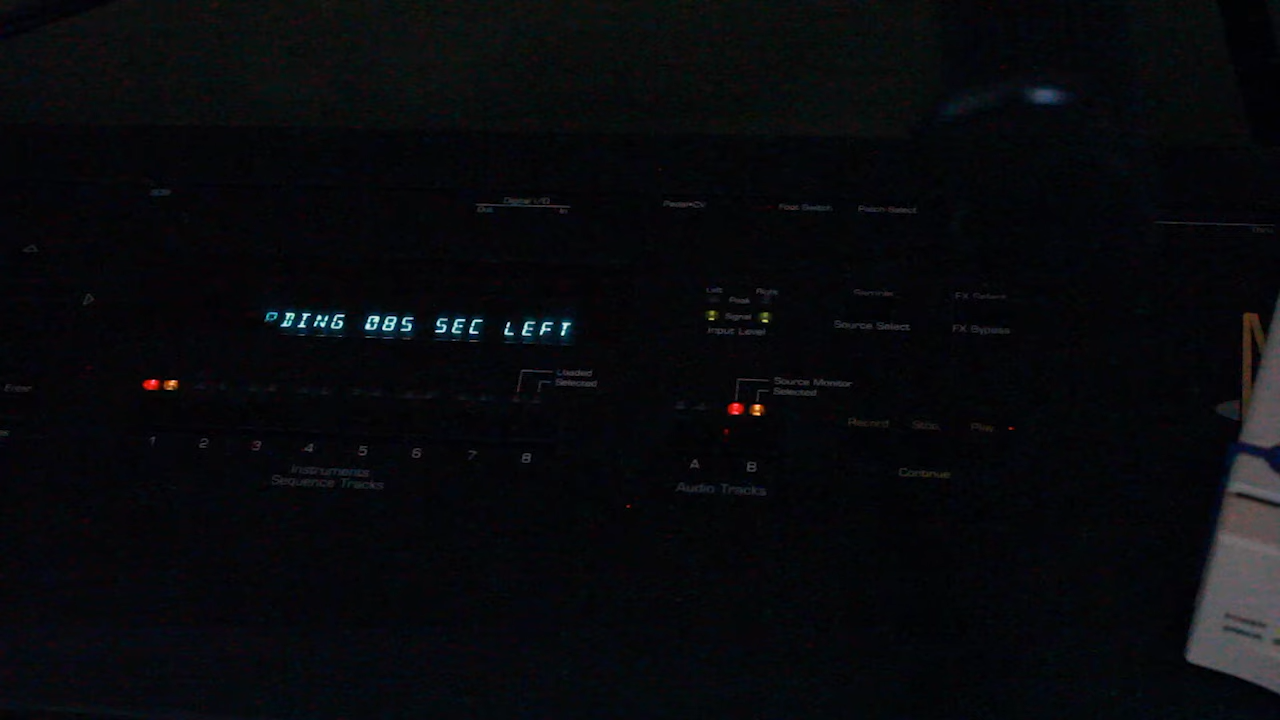 Digital I/O
Out In
Pedal•CV
Foot Switch
Patch Select
Left Right
Peak
Signal
Input Level
Source Select
FX Select
FX Bypass
DING 085 SEC LEFT
Loaded
Selected
Source Monitor
Selected
Enter
1 2 3 4 5 6 7 8
Instruments
Sequence Tracks
A B
Audio Tracks
Record
Stop
Play
Continue